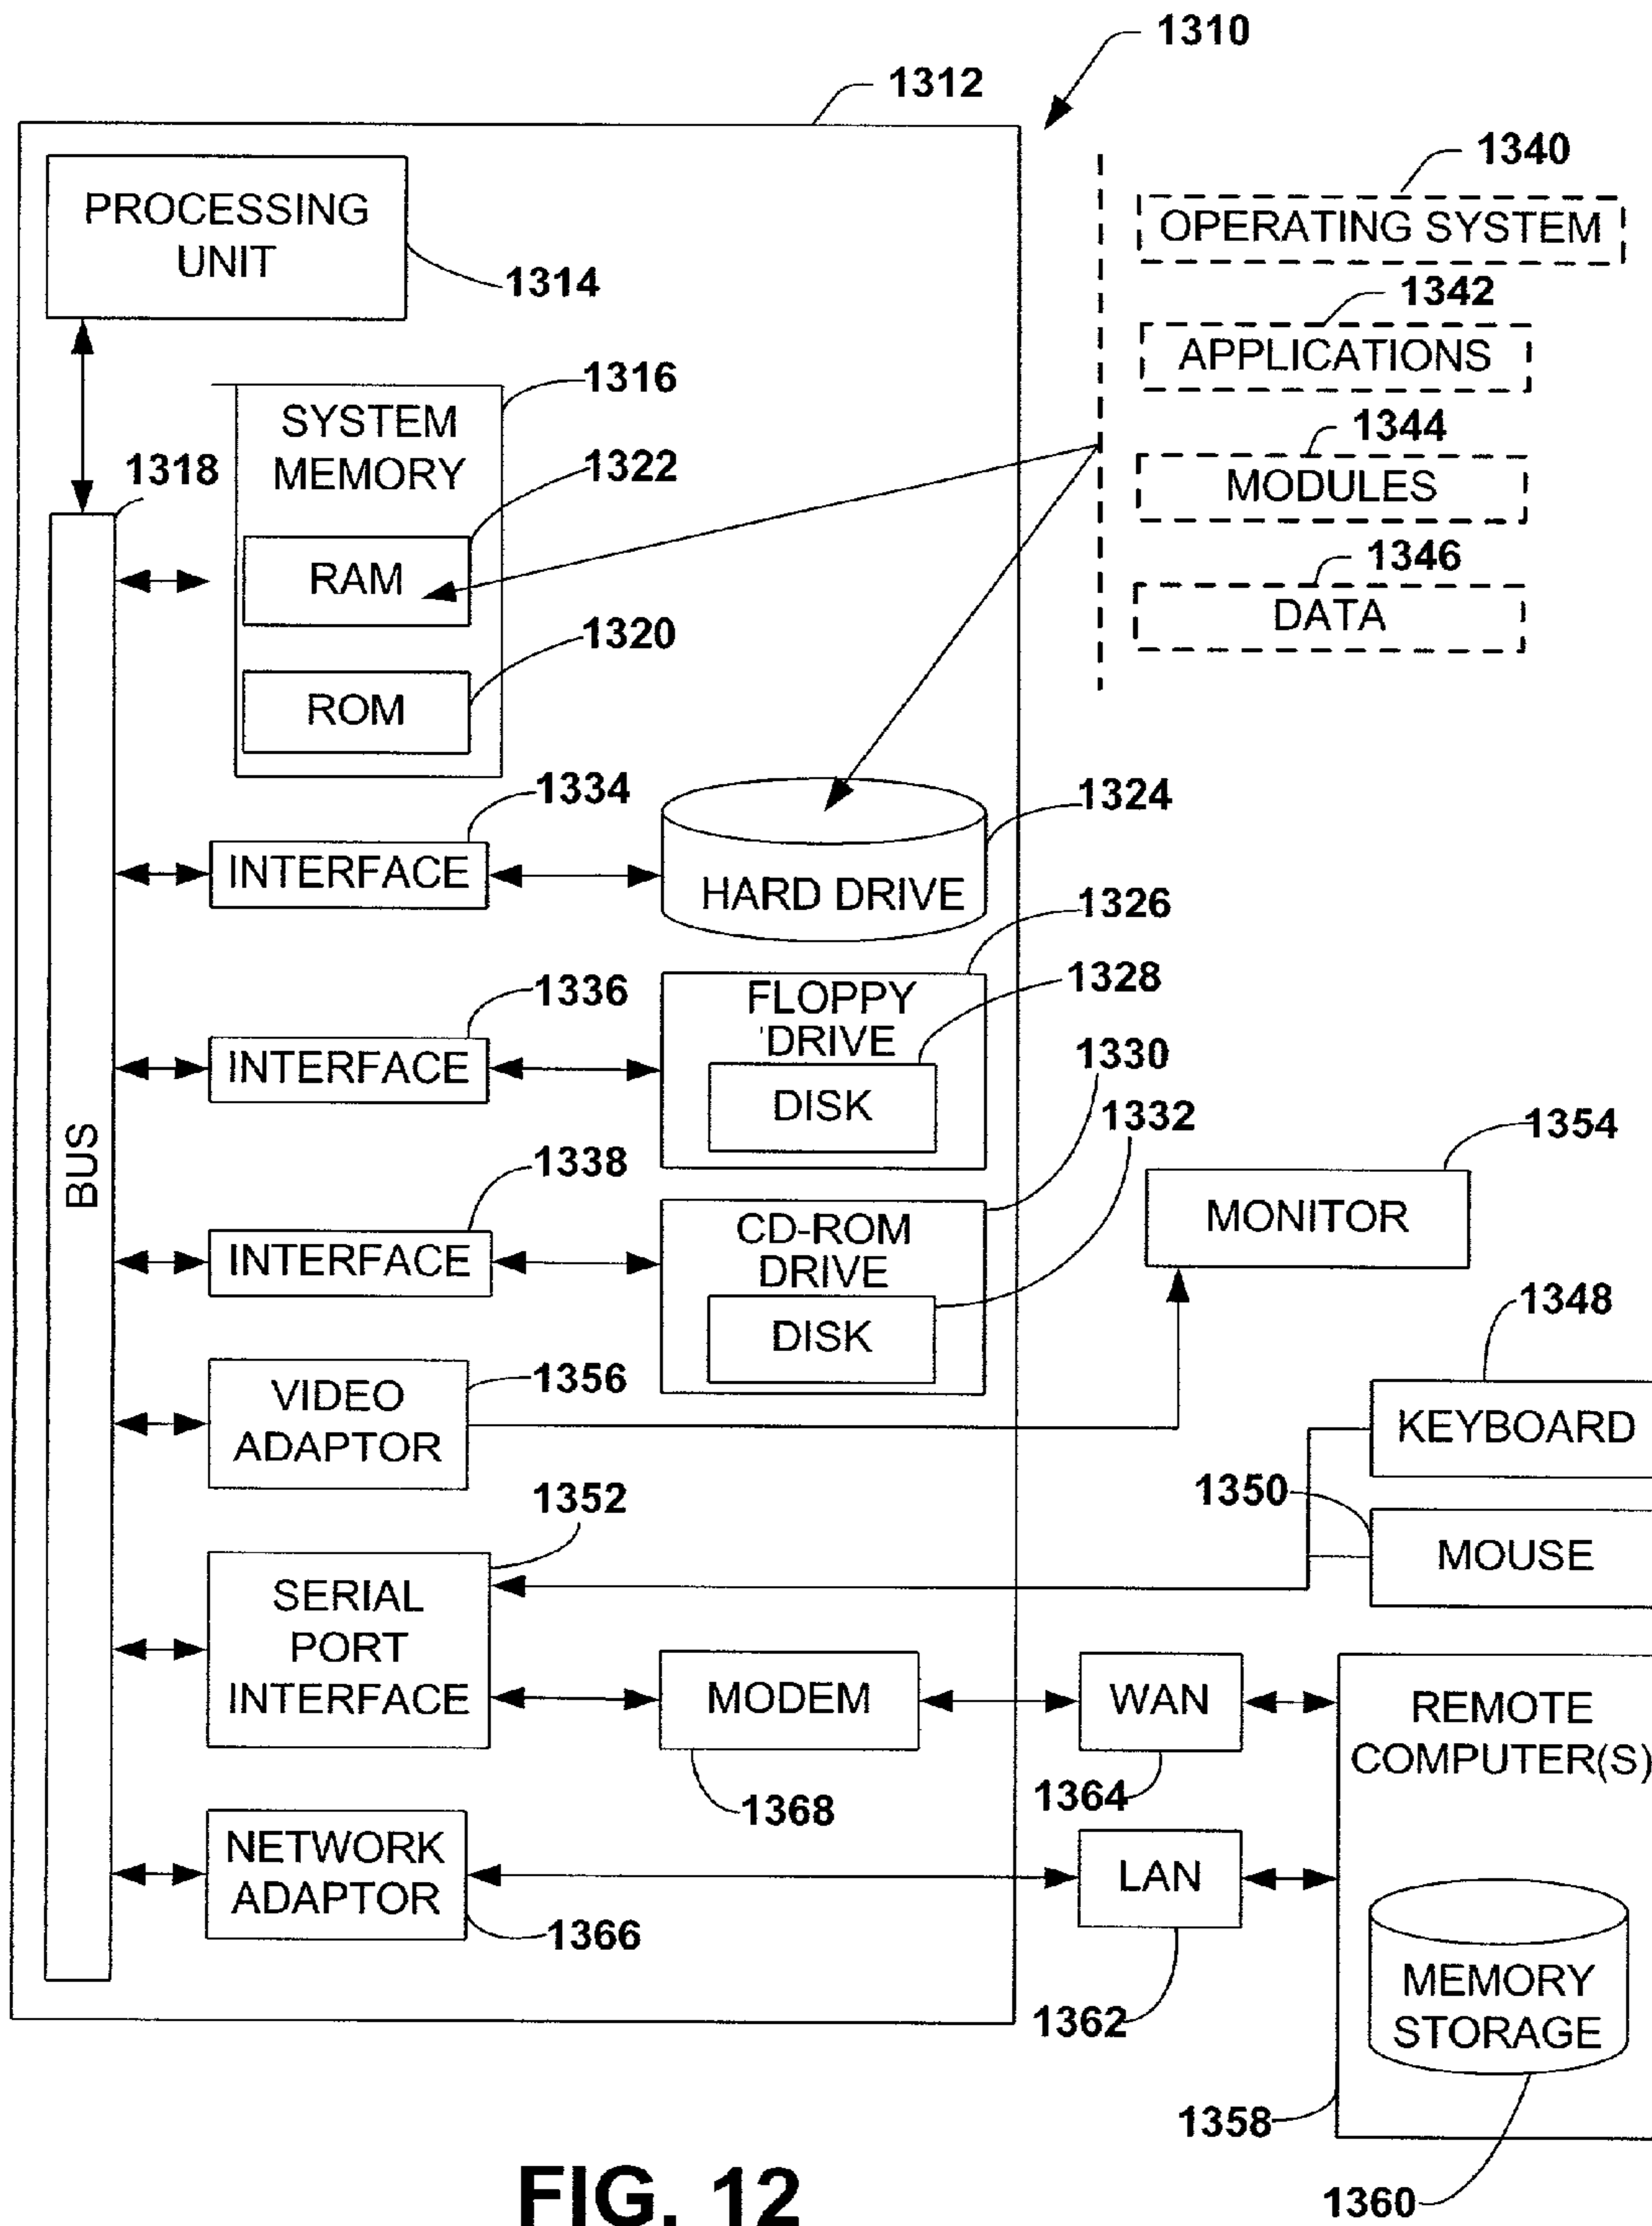 1310
1312
1340
PROCESSING
UNIT
OPERATING SYSTEM
1314
1342
APPLICATIONS
1316
SYSTEM
MEMORY
1344
1318
1322
MODULES
RAM
1346
DATA
1320
ROM
1334
1324
INTERFACE
HARD DRIVE
1326
1336
1328
FLOPPY
DRIVE
INTERFACE
1330
DISK
1332
1354
BUS
1338
MONITOR
CD-ROM
DRIVE
INTERFACE
1348
DISK
1356
VIDEO
ADAPTOR
KEYBOARD
1352
1350
MOUSE
SERIAL
PORT
INTERFACE
MODEM
WAN
REMOTE
COMPUTER(S)
1364
1368
NETWORK
ADAPTOR
LAN
1366
MEMORY
STORAGE
1362
1358
1360
FIG. 12